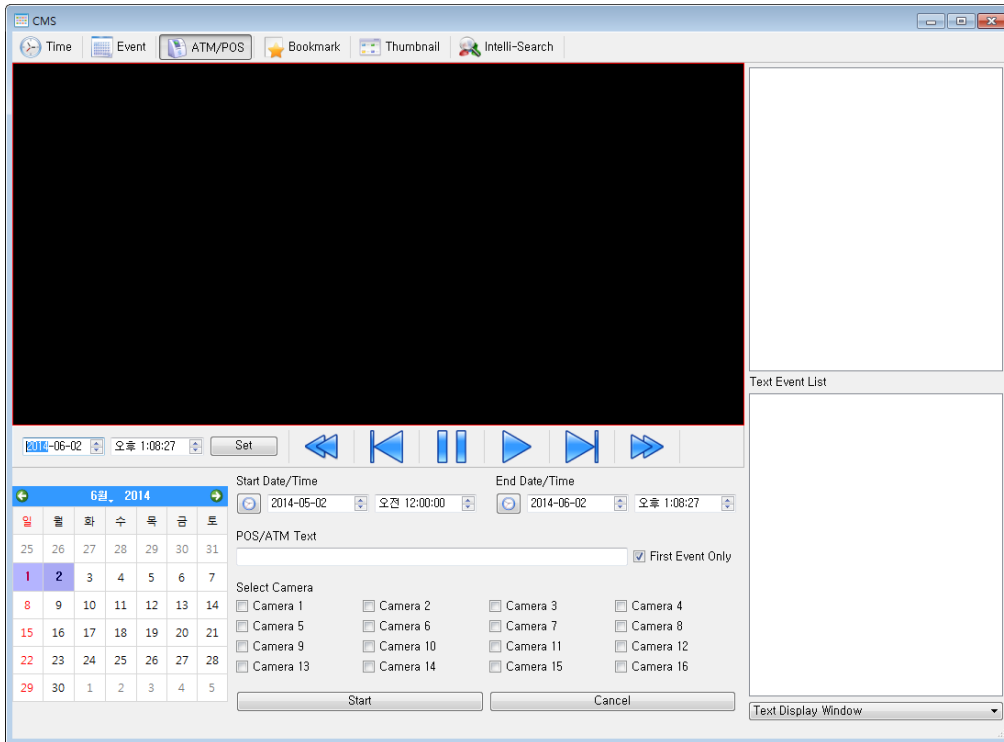 CMS
Time Event ATM/POS Bookmark Thumbnail Intelli-Search
Text Event List
2014-06-02 오후 1:08:27 Set
Start Date/Time End Date/Time
2014-05-02 오전 12:00:00 2014-06-02 오후 1:08:27
6월, 2014
일 월 화 수 목 금 토
25 26 27 28 29 30 31
1 2 3 4 5 6 7
8 9 10 11 12 13 14
15 16 17 18 19 20 21
22 23 24 25 26 27 28
29 30 1 2 3 4 5
POS/ATM Text
First Event Only
Select Camera
Camera 1 Camera 2 Camera 3 Camera 4
Camera 5 Camera 6 Camera 7 Camera 8
Camera 9 Camera 10 Camera 11 Camera 12
Camera 13 Camera 14 Camera 15 Camera 16
Start Cancel
Text Display Window